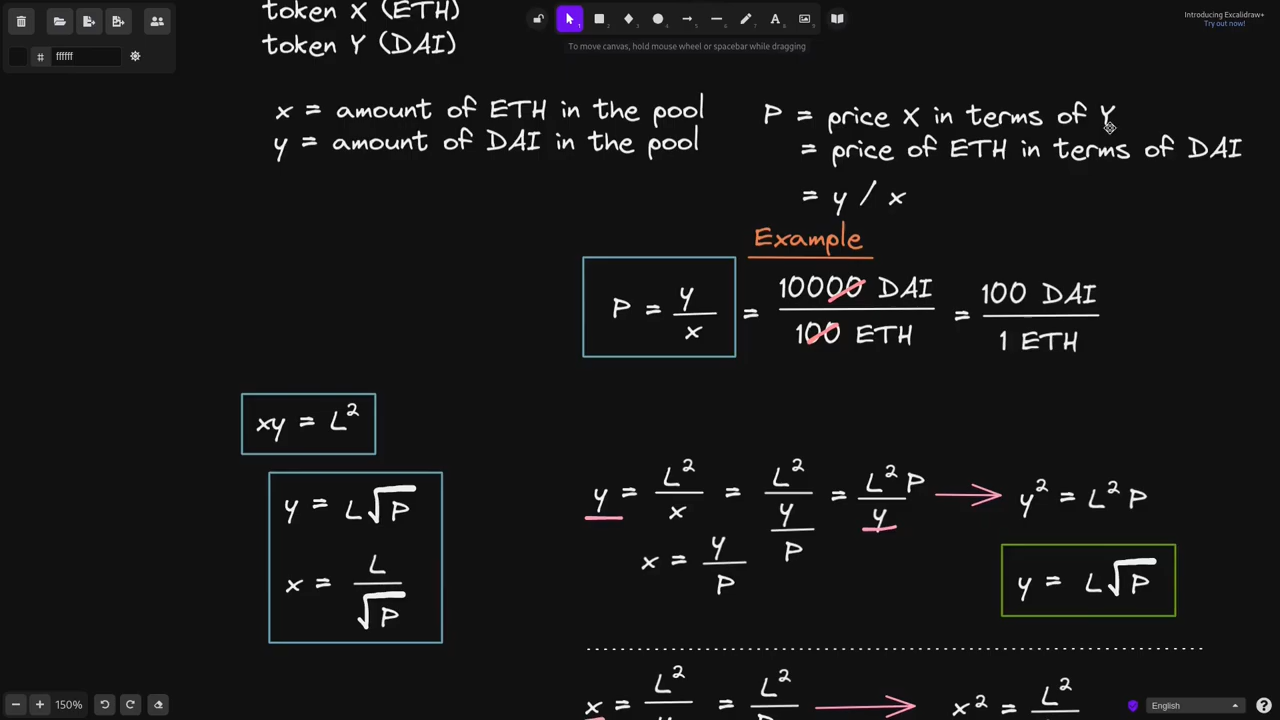 token X (ETH)
token Y (DAI)
ffffff
To move canvas, hold mouse wheel or spacebar while dragging
Introducing Excalidraw+
Try out now!
x = amount of ETH in the pool
y = amount of DAI in the pool
P = price X in terms of Y
= price of ETH in terms of DAI
= y / x
Example
P = y / x = 10000 DAI / 100 ETH = 100 DAI / 1 ETH
xy = L²
y = L√P
x = L / √P
y = L² / x = L² / (y / P) = L² P / y → y² = L² P
x = y / P
y = L√P
x = L² = L² → x² = L²
150%
English